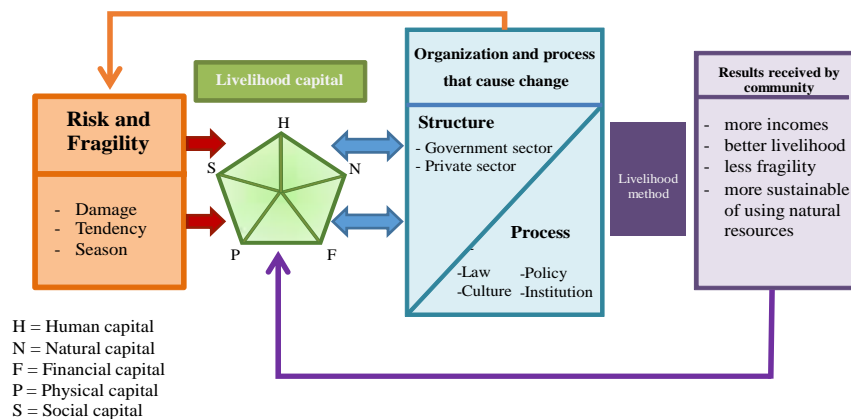 Risk and
Fragility
- Damage
- Tendency
- Season
Livelihood capital
H
S
N
P
F
Organization and process
that cause change
Structure
- Government sector
- Private sector
Process
-
-Law
-Policy
-Culture
-Institution
Livelihood
method
Results received by
community
- more incomes
- better livelihood
- less fragility
- more sustainable
of using natural
resources
H = Human capital
N = Natural capital
F = Financial capital
P = Physical capital
S = Social capital